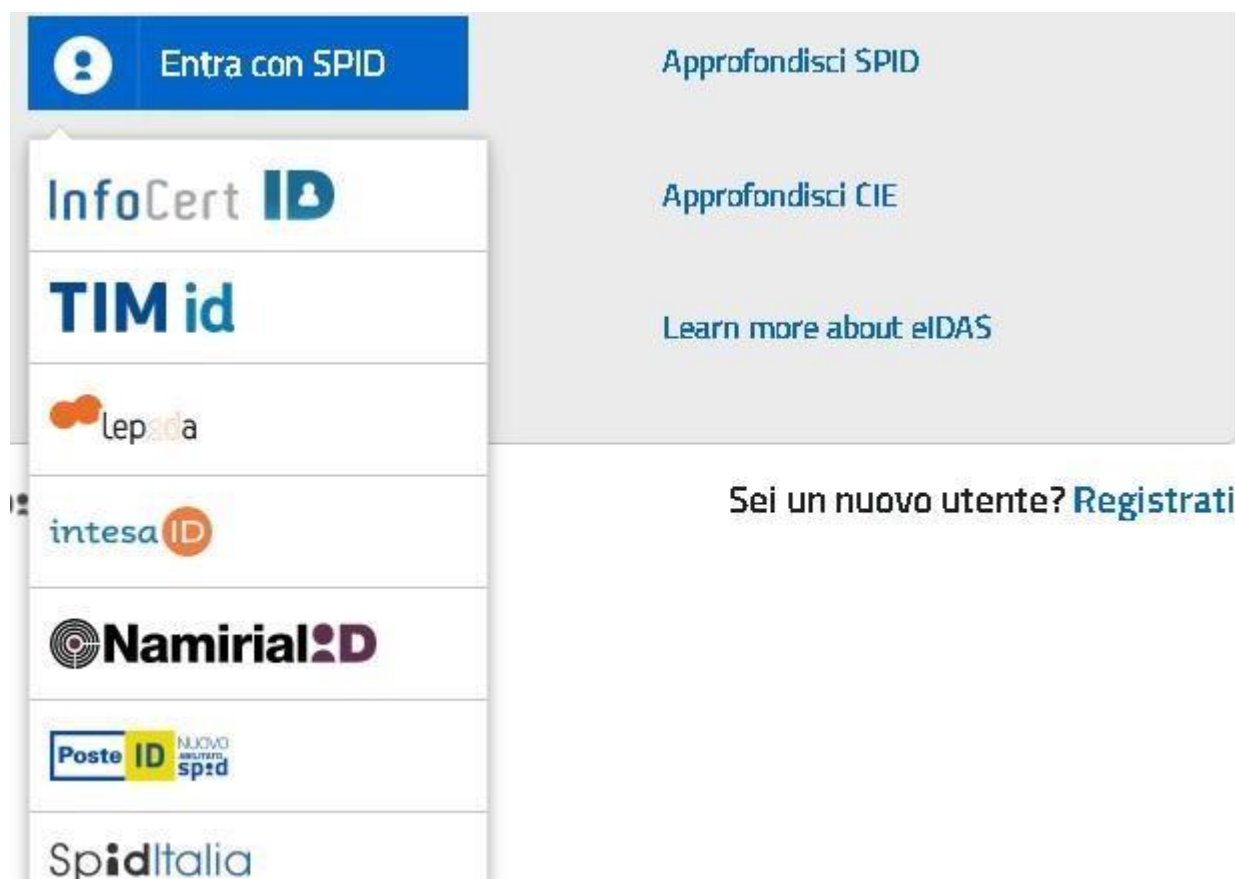 Entra con SPID
Approfondisci SPID
InfoCert ID
Approfondisci CIE
TIM id
Learn more about eIDAS
lepida
Sei un nuovo utente? Registrati
intesa ID
Namirial ID
Poste ID NUOVO
spid
SpidItalia